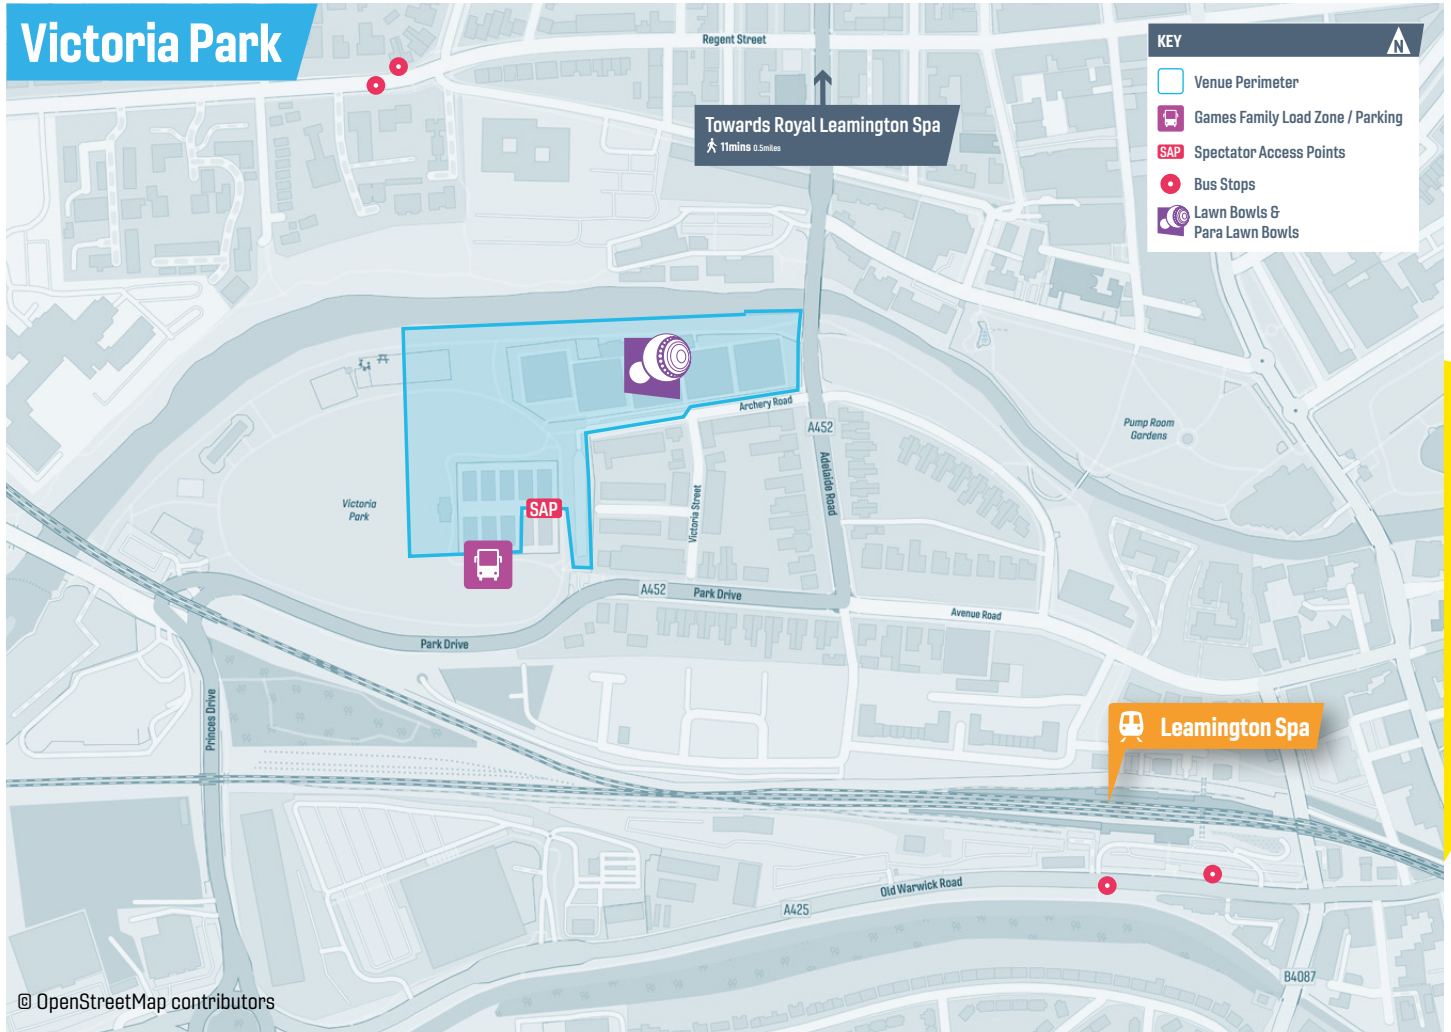 Victoria Park
Regent Street
KEY
N
Venue Perimeter
Games Family Load Zone / Parking
SAP
Spectator Access Points
Bus Stops
Lawn Bowls &
Para Lawn Bowls
Towards Royal Leamington Spa
11mins 0.5miles
Archery Road
A452
Adelaide Road
Pump Room
Gardens
Victoria
Park
SAP
Victoria Street
A452
Park Drive
Avenue Road
Park Drive
Princes Drive
Leamington Spa
Old Warwick Road
A425
B4087
© OpenStreetMap contributors